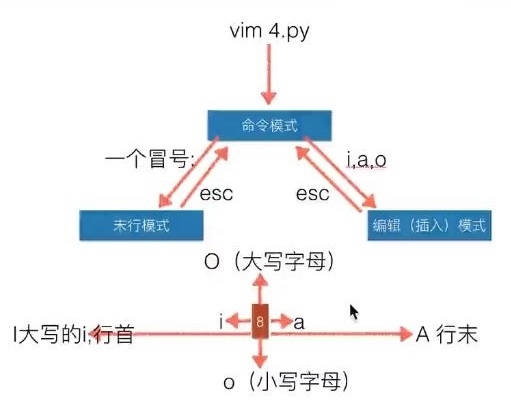 vim 4.py
命令模式
一个冒号:
i,a,o
esc
esc
末行模式
编辑（插入）模式
O（大写字母）
i
8
a
I大写的i,行首
A 行末
o（小写字母）